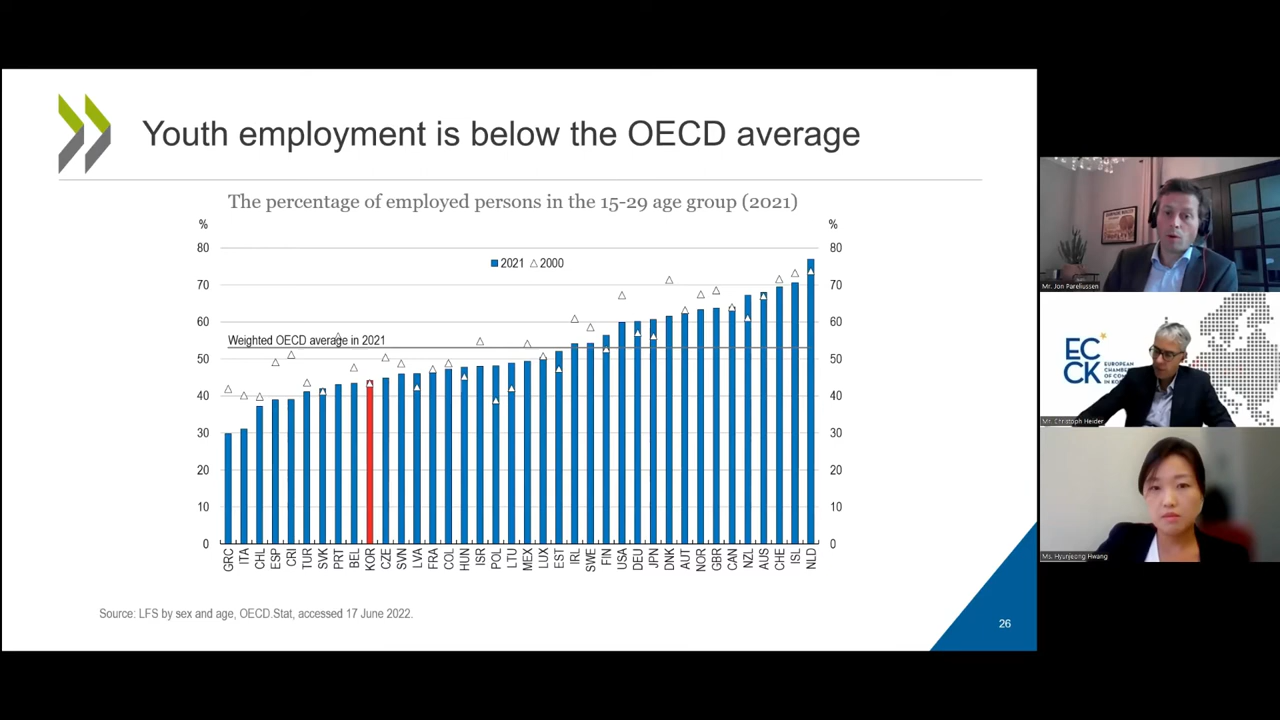 Youth employment is below the OECD average
The percentage of employed persons in the 15-29 age group (2021)
% %
80 80
2021 2000
70 70
60 60
Weighted OECD average in 2021
50 50
40 40
30 30
20 20
10 10
0 0
GRC ITA CHL ESP CRI TUR SVK PRT BEL KOR CZE SVN LVA FRA COL HUN ISR POL LTU MEX LUX EST IRL SWE FIN USA DEU JPN DNK AUT NOR GBR CAN NZL AUS CHE ISL NLD
Source: LFS by sex and age, OECD.Stat, accessed 17 June 2022.
26
Mr. Jon Pareliussen
EC
CK
EUROPEAN
CHAMBER
OF COM
IN KO
Mr. Christoph Heider
Ms. Hyunjeong Hwang